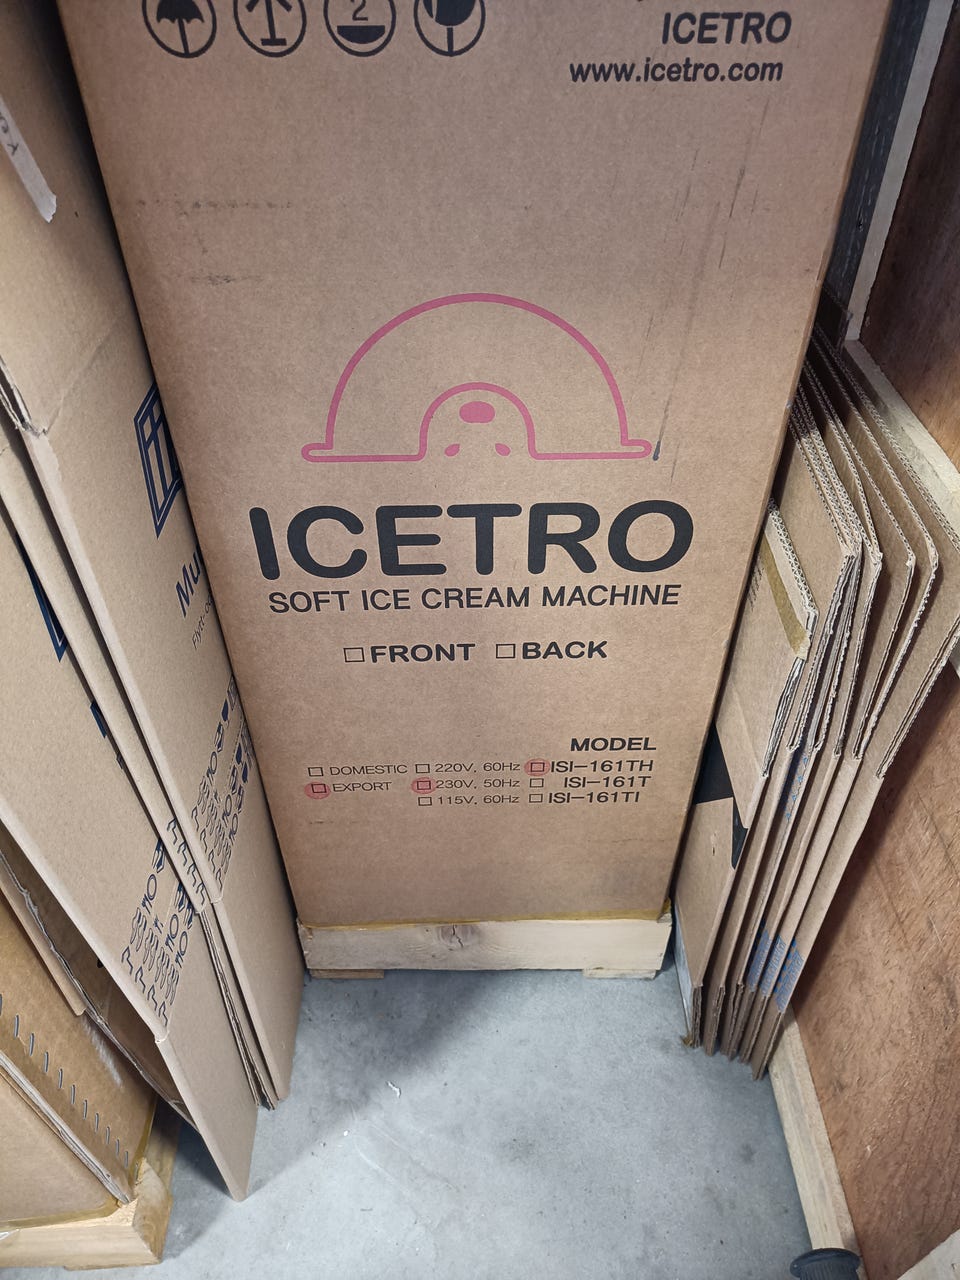 2
ICETRO
www.icetro.com
ICETRO
SOFT ICE CREAM MACHINE
FRONT BACK
MODEL
DOMESTIC 220V, 60Hz ISI-161TH
EXPORT 230V, 50Hz ISI-161T
115V, 60Hz ISI-161TI